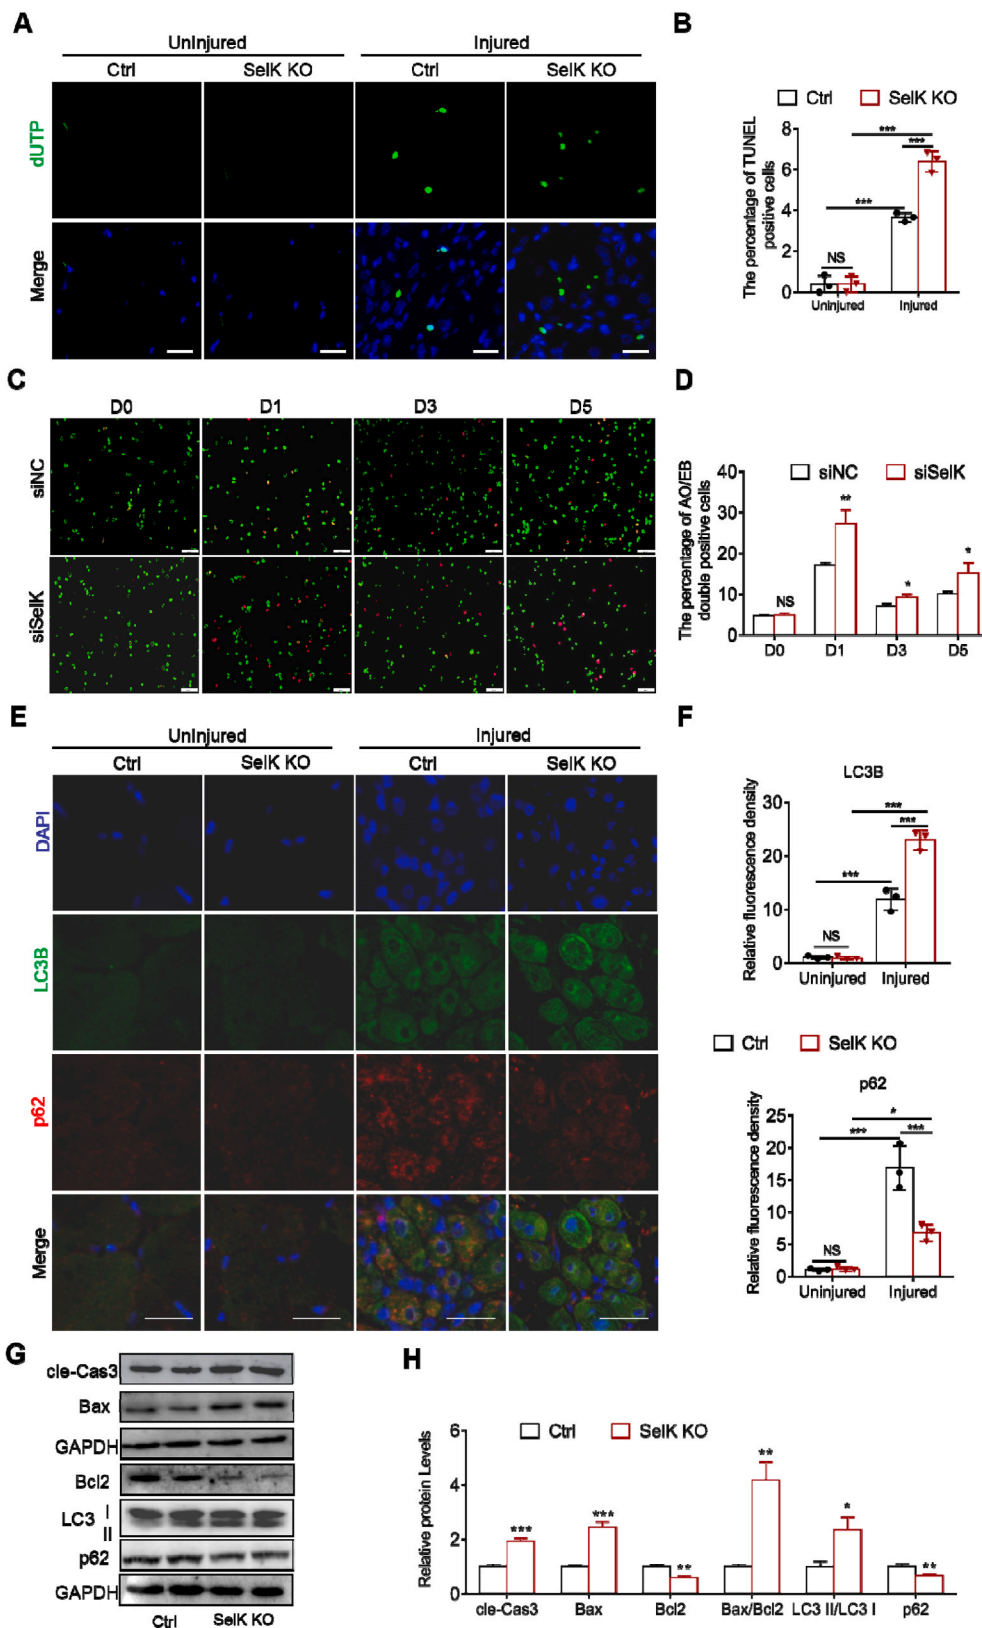 A
UnInjured Injured
Ctrl SelK KO Ctrl SelK KO
dUTP
Merge
B
Ctrl SelK KO
The percentage of TUNEL
positive cells
8
6
4
2
0
***
***
***
NS
Uninjured Injured
C
D0 D1 D3 D5
siNC
siSelK
D
siNC siSelK
The percentage of AO/EB
double positive cells
40
30
20
10
0
NS
**
*
*
D0 D1 D3 D5
E
UnInjured Injured
Ctrl SelK KO Ctrl SelK KO
DAPI
LC3B
p62
Merge
F
LC3B
Relative fluorescence density
30
20
10
0
***
***
***
NS
Uninjured Injured
Ctrl SelK KO
p62
Relative fluorescence density
25
20
15
10
5
0
*
***
***
NS
Uninjured Injured
G
cle-Cas3
Bax
GAPDH
Bcl2
LC3 I
II
p62
GAPDH
Ctrl SelK KO
H
Ctrl SelK KO
Relative protein Levels
6
4
2
0
***
***
**
**
*
**
cle-Cas3 Bax Bcl2 Bax/Bcl2 LC3 II/LC3 I p62